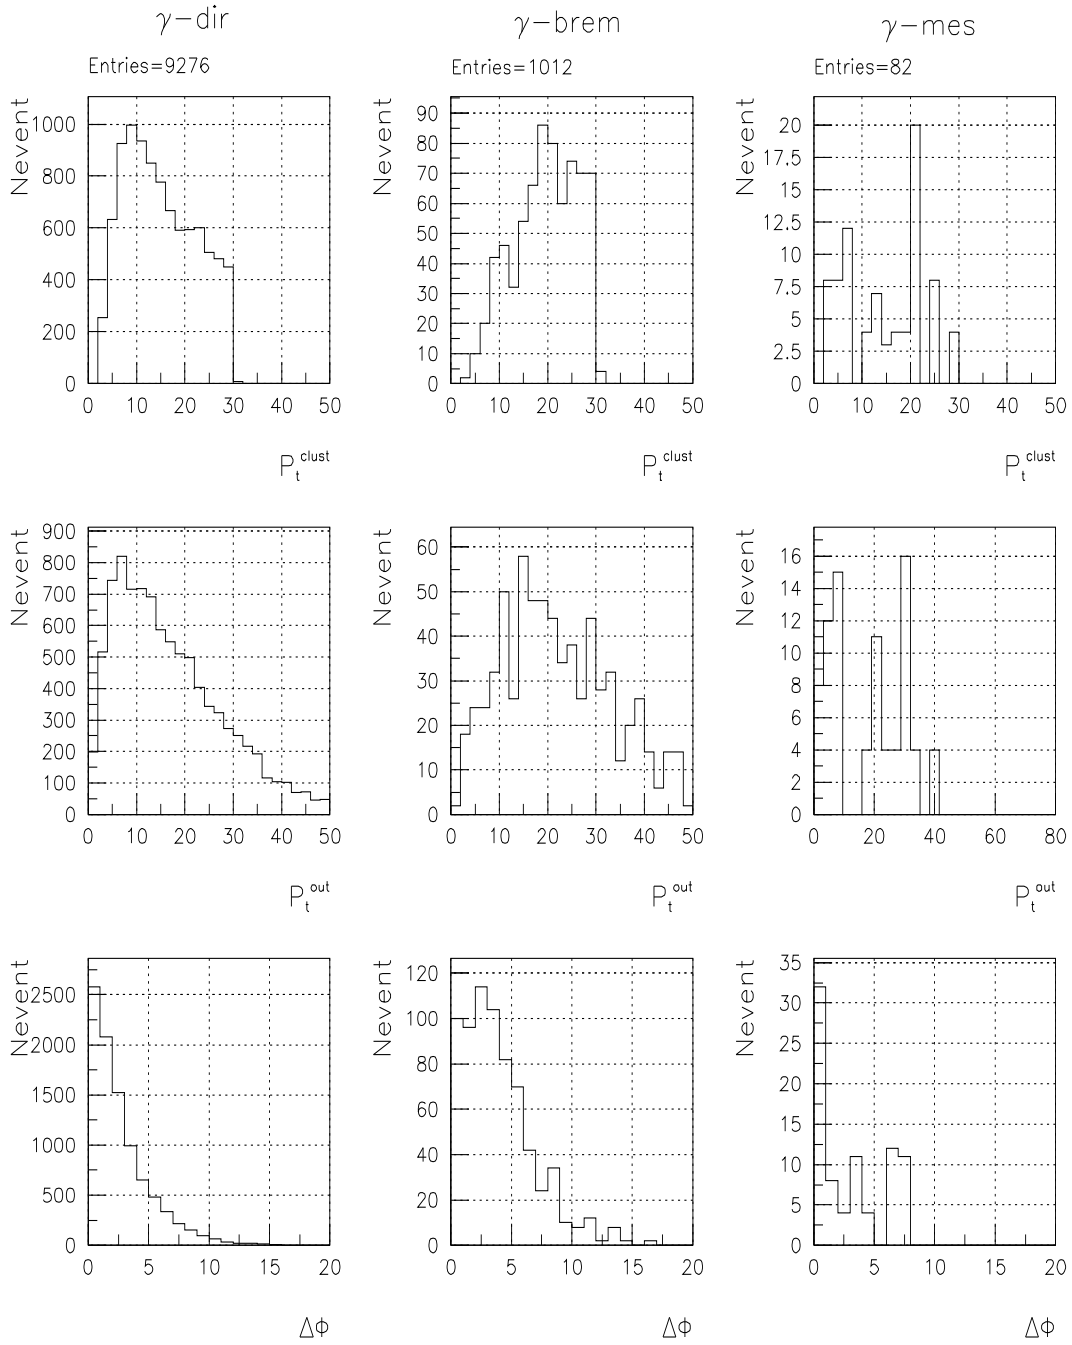 γ-dir
γ-brem
γ-mes
Entries=9276
Entries=1012
Entries=82
Nevent
1000
800
600
400
200
0
0 10 20 30 40 50
P_t^clust
Nevent
90
80
70
60
50
40
30
20
10
0
0 10 20 30 40 50
P_t^clust
Nevent
20
17.5
15
12.5
10
7.5
5
2.5
0
0 10 20 30 40 50
P_t^clust
Nevent
900
800
700
600
500
400
300
200
100
0
0 10 20 30 40 50
P_t^out
Nevent
60
50
40
30
20
10
0
0 10 20 30 40 50
P_t^out
Nevent
16
14
12
10
8
6
4
2
0
0 20 40 60 80
P_t^out
Nevent
2500
2000
1500
1000
500
0
0 5 10 15 20
Δϕ
Nevent
120
100
80
60
40
20
0
0 5 10 15 20
Δϕ
Nevent
35
30
25
20
15
10
5
0
0 5 10 15 20
Δϕ